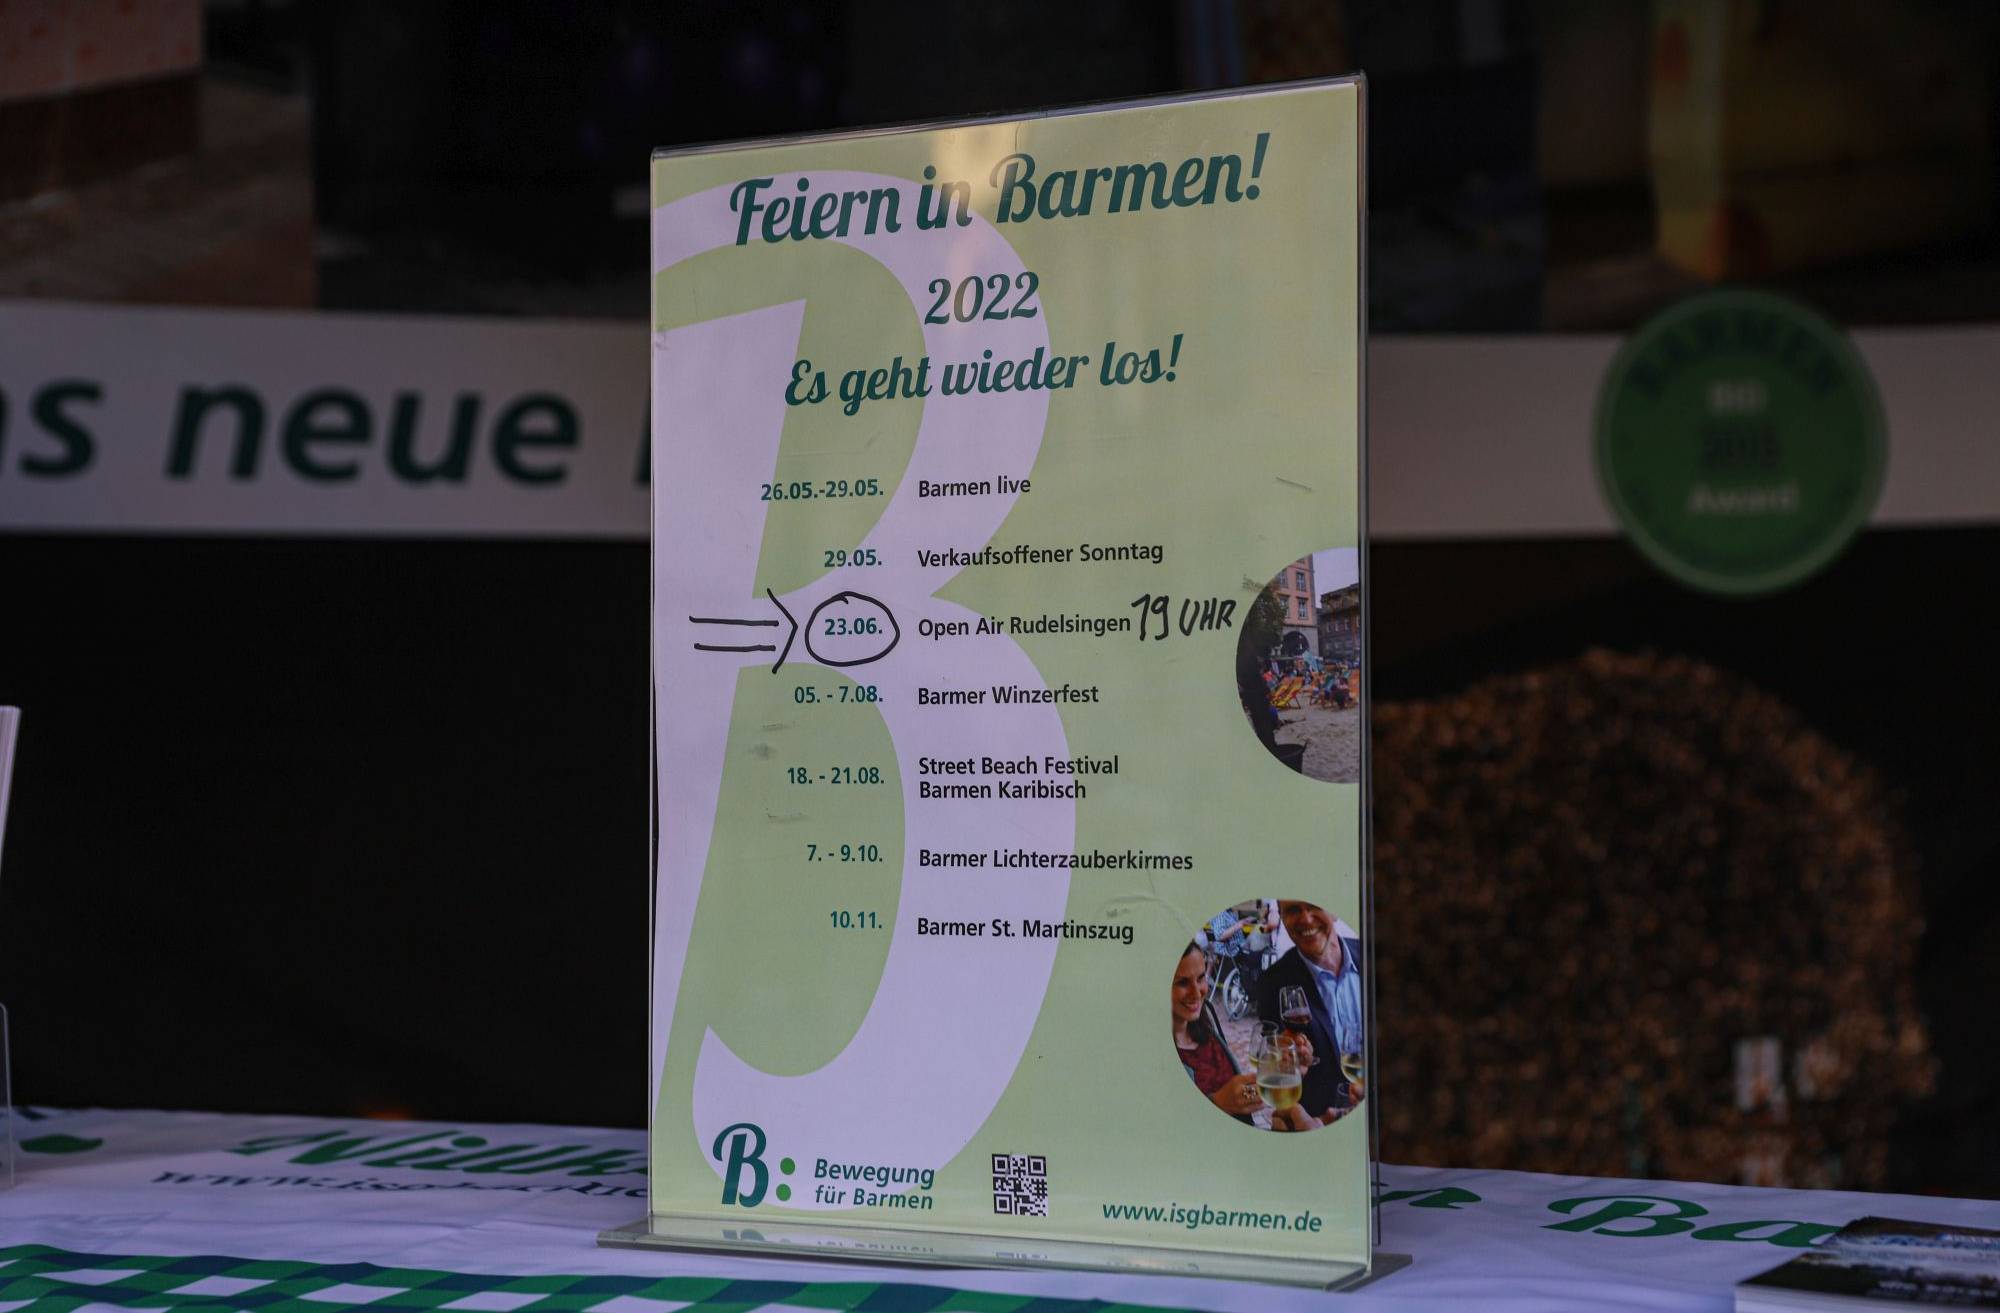 Feiern in Barmen!
2022
Es geht wieder los!
26.05.-29.05. Barmen live
29.05. Verkaufsoffener Sonntag
23.06. Open Air Rudelsingen 19 UHR
05. - 7.08. Barmer Winzerfest
18. - 21.08. Street Beach Festival
Barmen Karibisch
7. - 9.10. Barmer Lichterzauberkirmes
10.11. Barmer St. Martinszug
B: Bewegung
für Barmen
www.isgbarmen.de
neue
BARMEN
Award